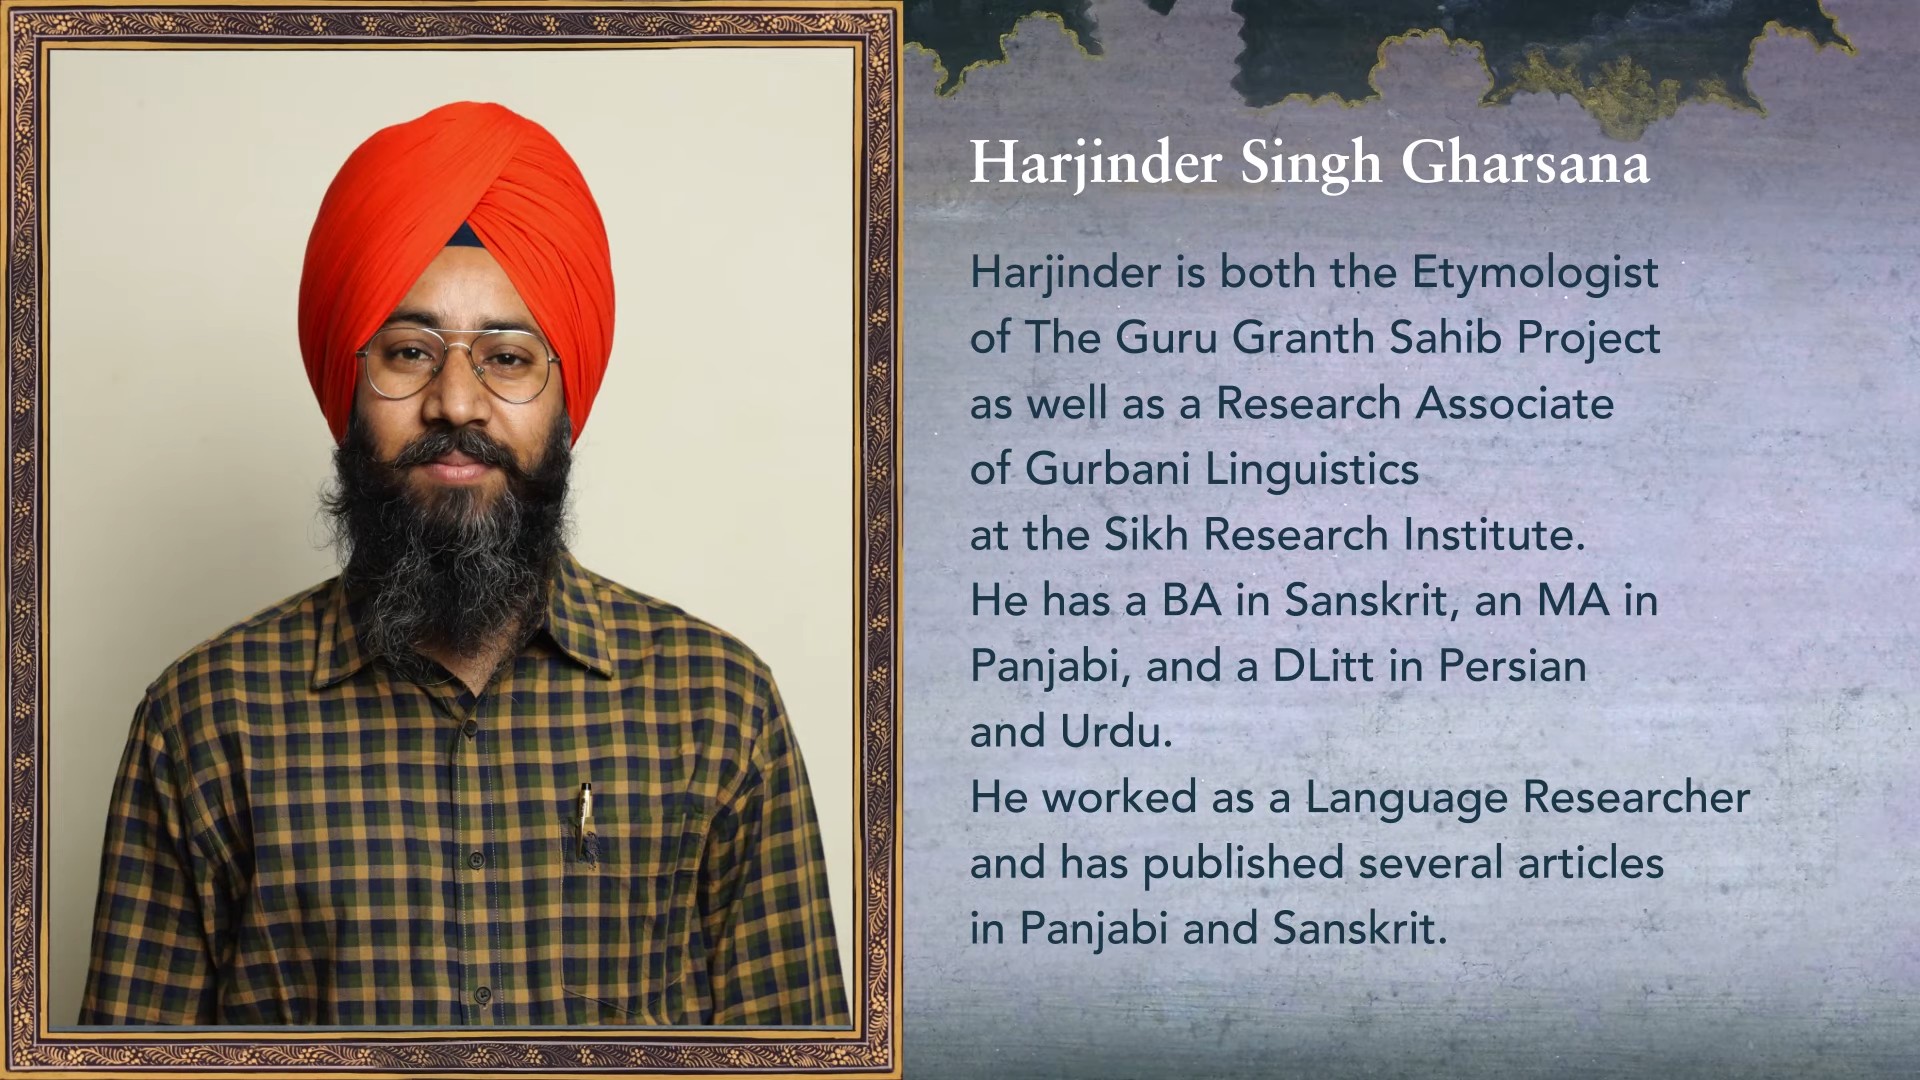 Harjinder Singh Gharsana
Harjinder is both the Etymologist
of The Guru Granth Sahib Project
as well as a Research Associate
of Gurbani Linguistics
at the Sikh Research Institute.
He has a BA in Sanskrit, an MA in
Panjabi, and a DLitt in Persian
and Urdu.
He worked as a Language Researcher
and has published several articles
in Panjabi and Sanskrit.